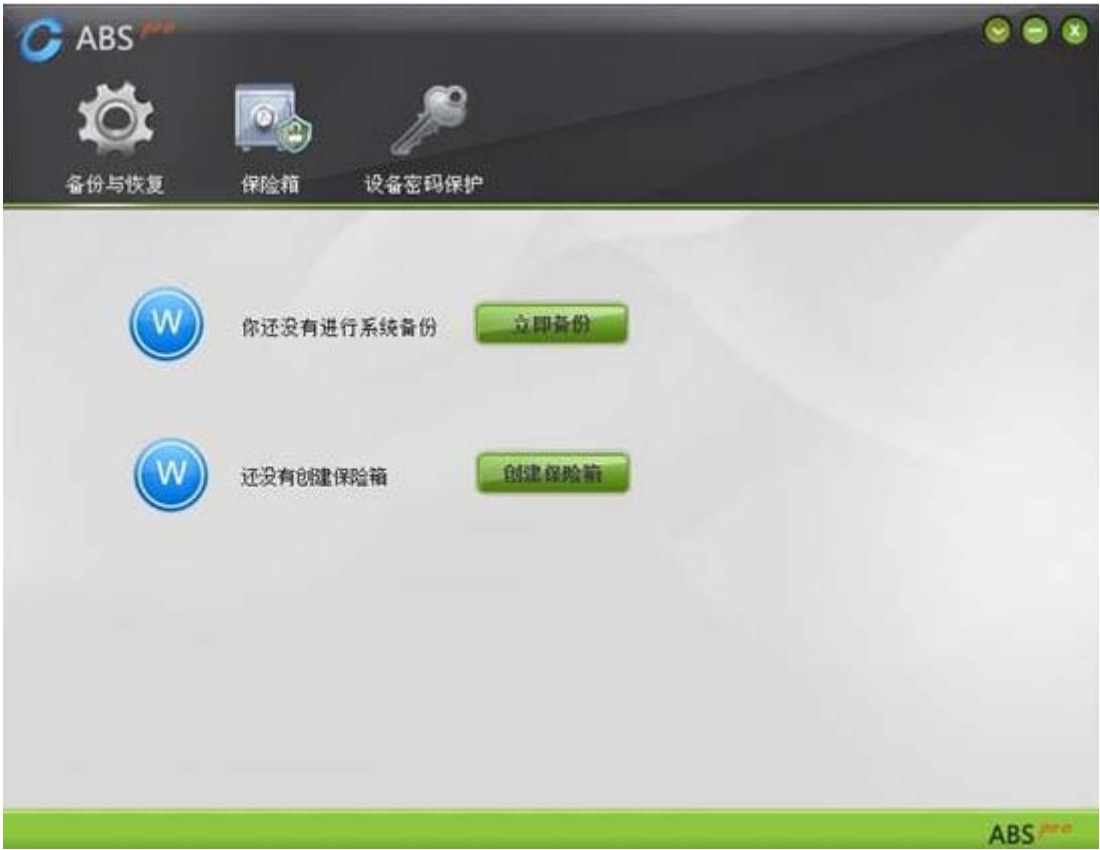 ABS pro
备份与恢复
保险箱
设备密码保护
W
你还没有进行系统备份
立即备份
W
还没有创建保险箱
创建保险箱
ABS pro